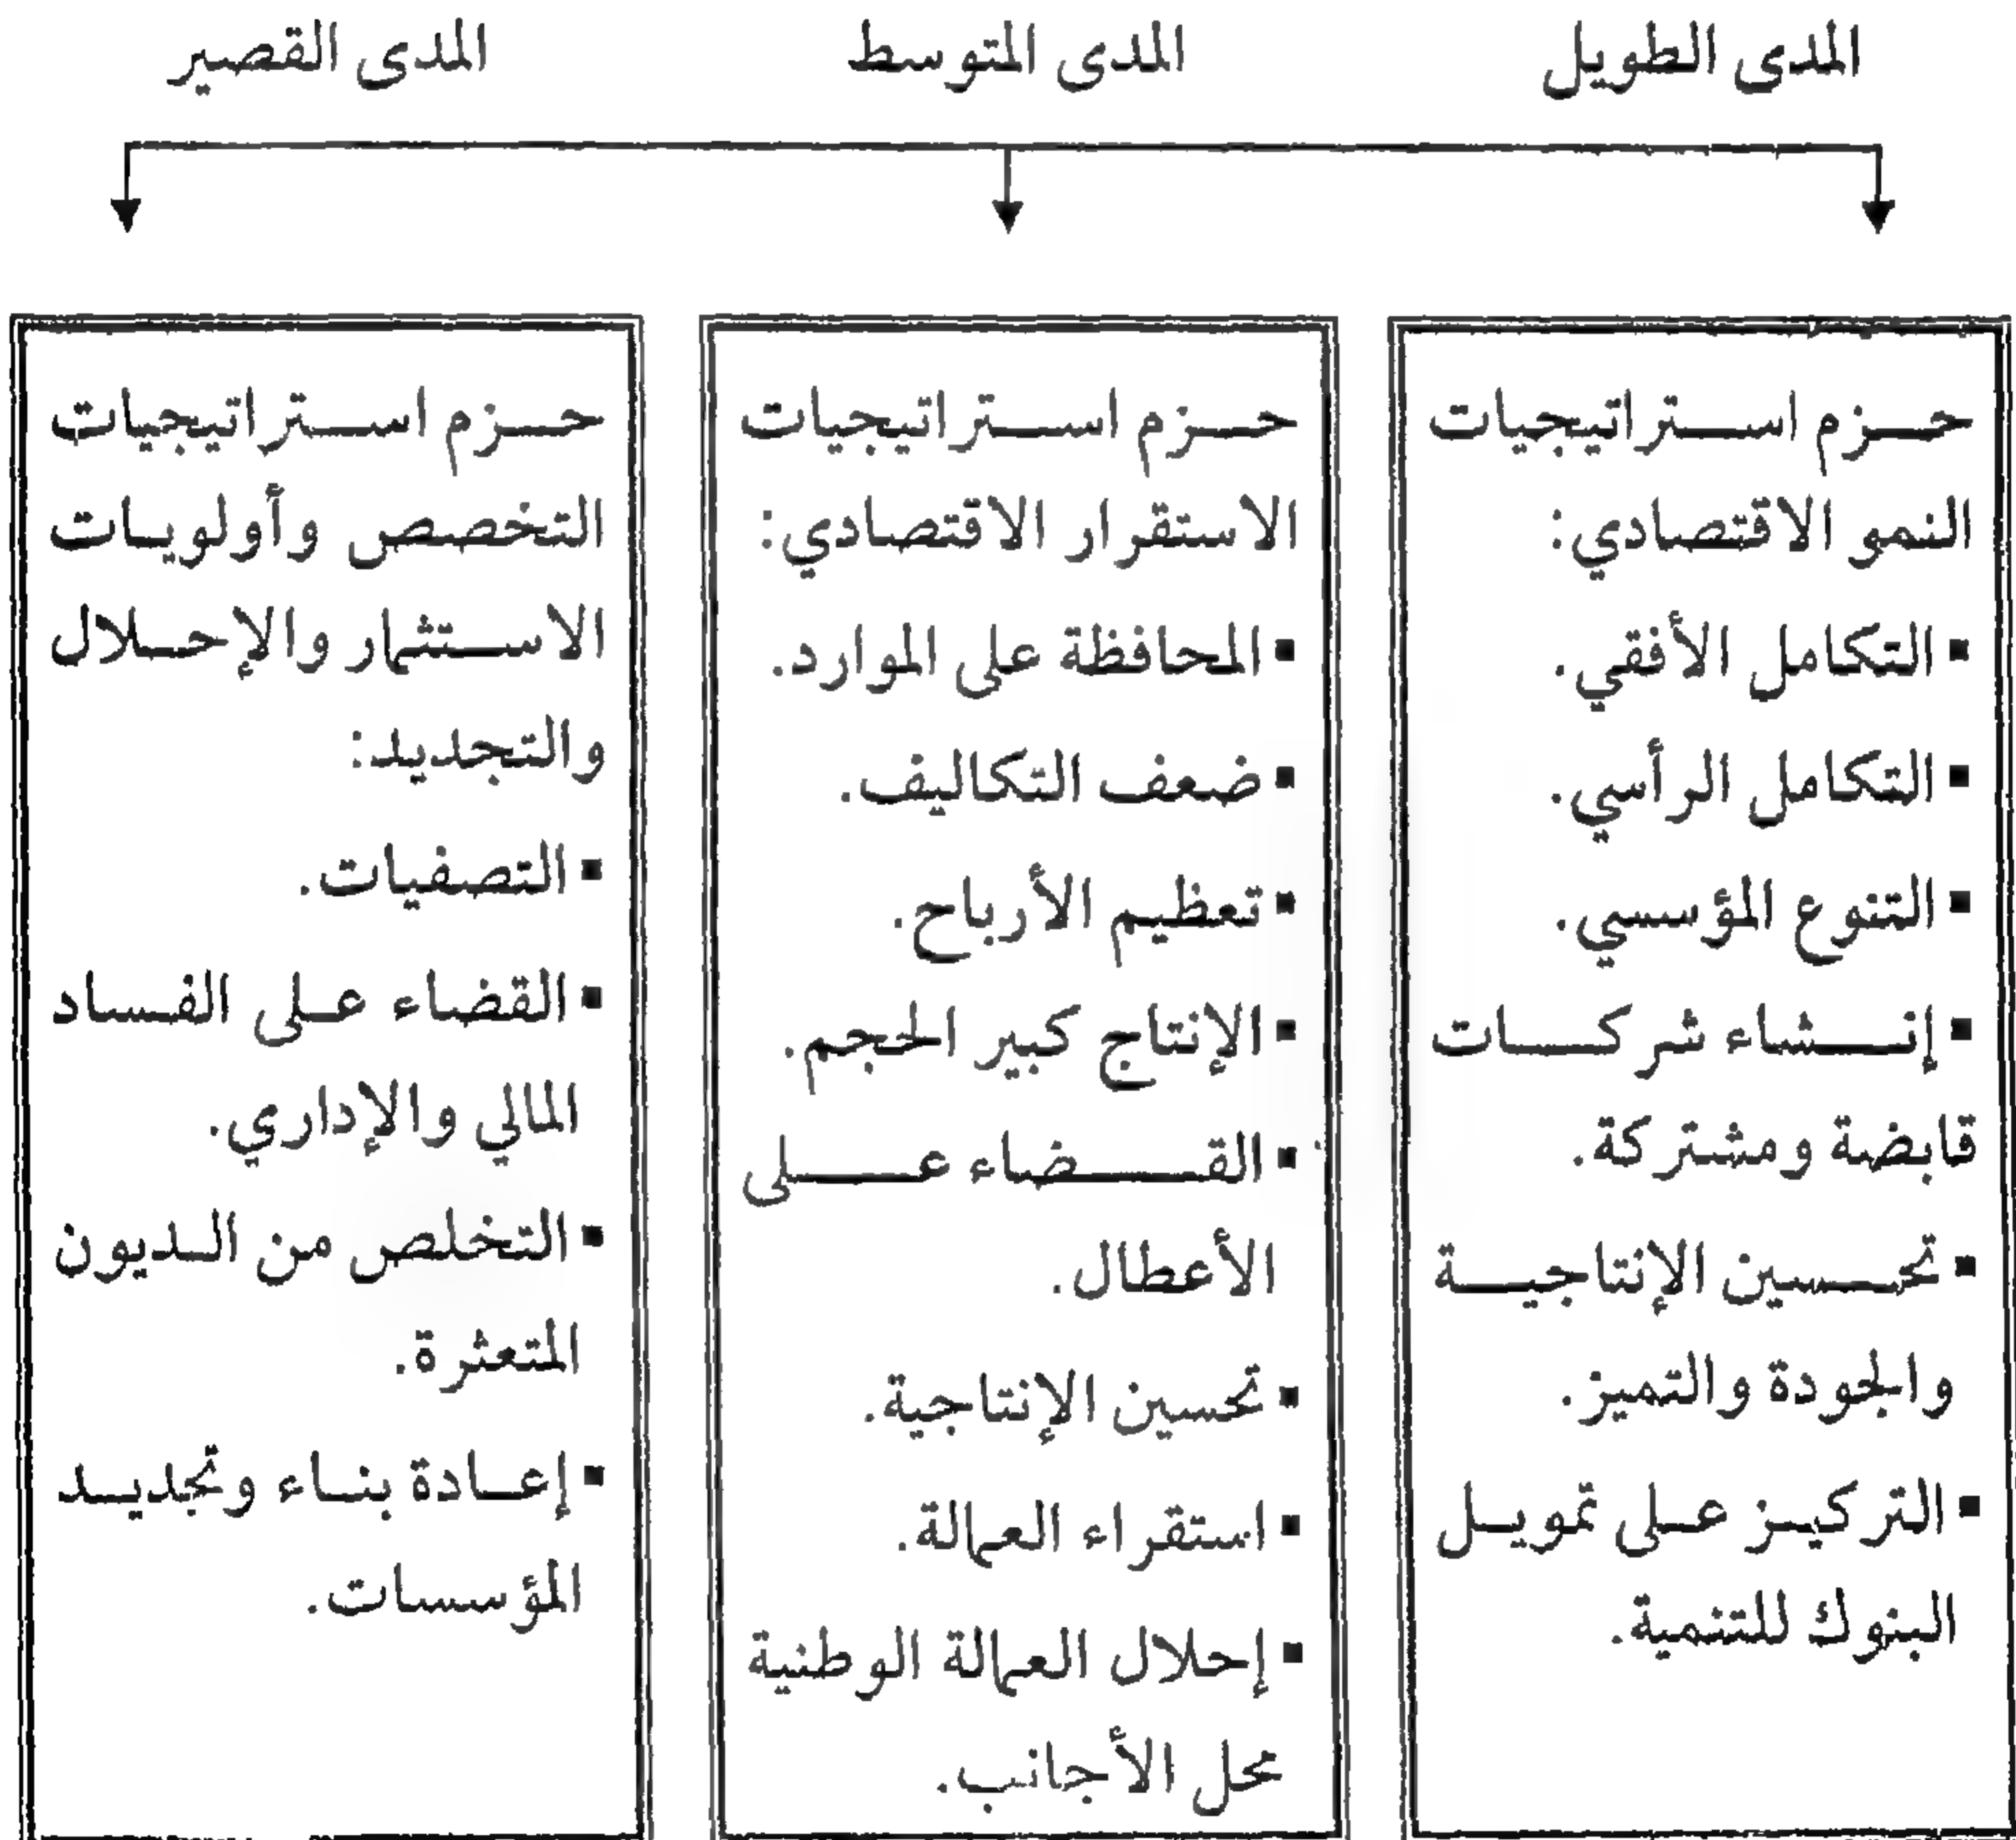 المدى الطويل
المدى المتوسط
المدى القصير
حزم استراتيجيات
النمو الاقتصادي:
▪ التكامل الأفقي.
▪ التكامل الرأسي.
▪ التنوع المؤسسي.
▪ إنشاء شركات
قابضة ومشتركة.
▪ تحسين الإنتاجية
والجودة والتميز.
▪ التركيز على تمويل
البنوك للتنمية.
حزم استراتيجيات
الاستقرار الاقتصادي:
▪ المحافظة على الموارد.
▪ ضعف التكاليف.
▪ تعظيم الأرباح.
▪ الإنتاج كبير الحجم.
▪ القضاء على
الأعطال.
▪ تحسين الإنتاجية.
▪ استقراء العمالة.
▪ إحلال العمالة الوطنية
محل الأجانب.
حزم استراتيجيات
التخصص وأولويات
الاستثمار والإحلال
والتجديد:
▪ التصفيات.
▪ القضاء على الفساد
المالي والإداري.
▪ التخلص من الديون
المتعثرة.
▪ إعادة بناء وتجديد
المؤسسات.